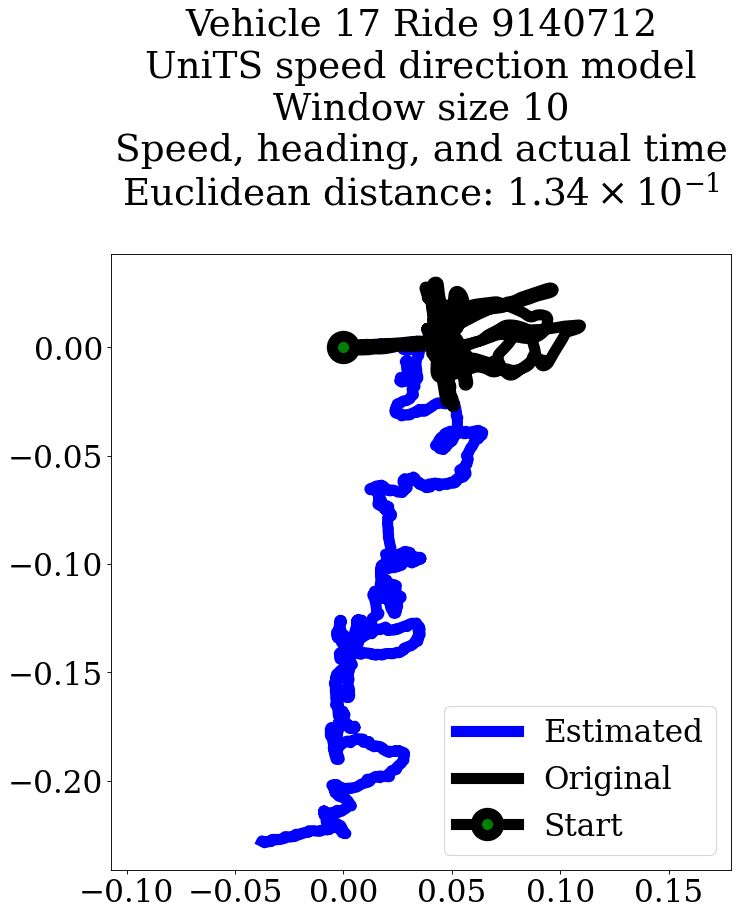 Vehicle 17 Ride 9140712
UniTS speed direction model
Window size 10
Speed, heading, and actual time
Euclidean distance: 1.34 × 10⁻¹
0.00
−0.05
−0.10
−0.15
−0.20
Estimated
Original
Start
−0.10 −0.05 0.00 0.05 0.10 0.15